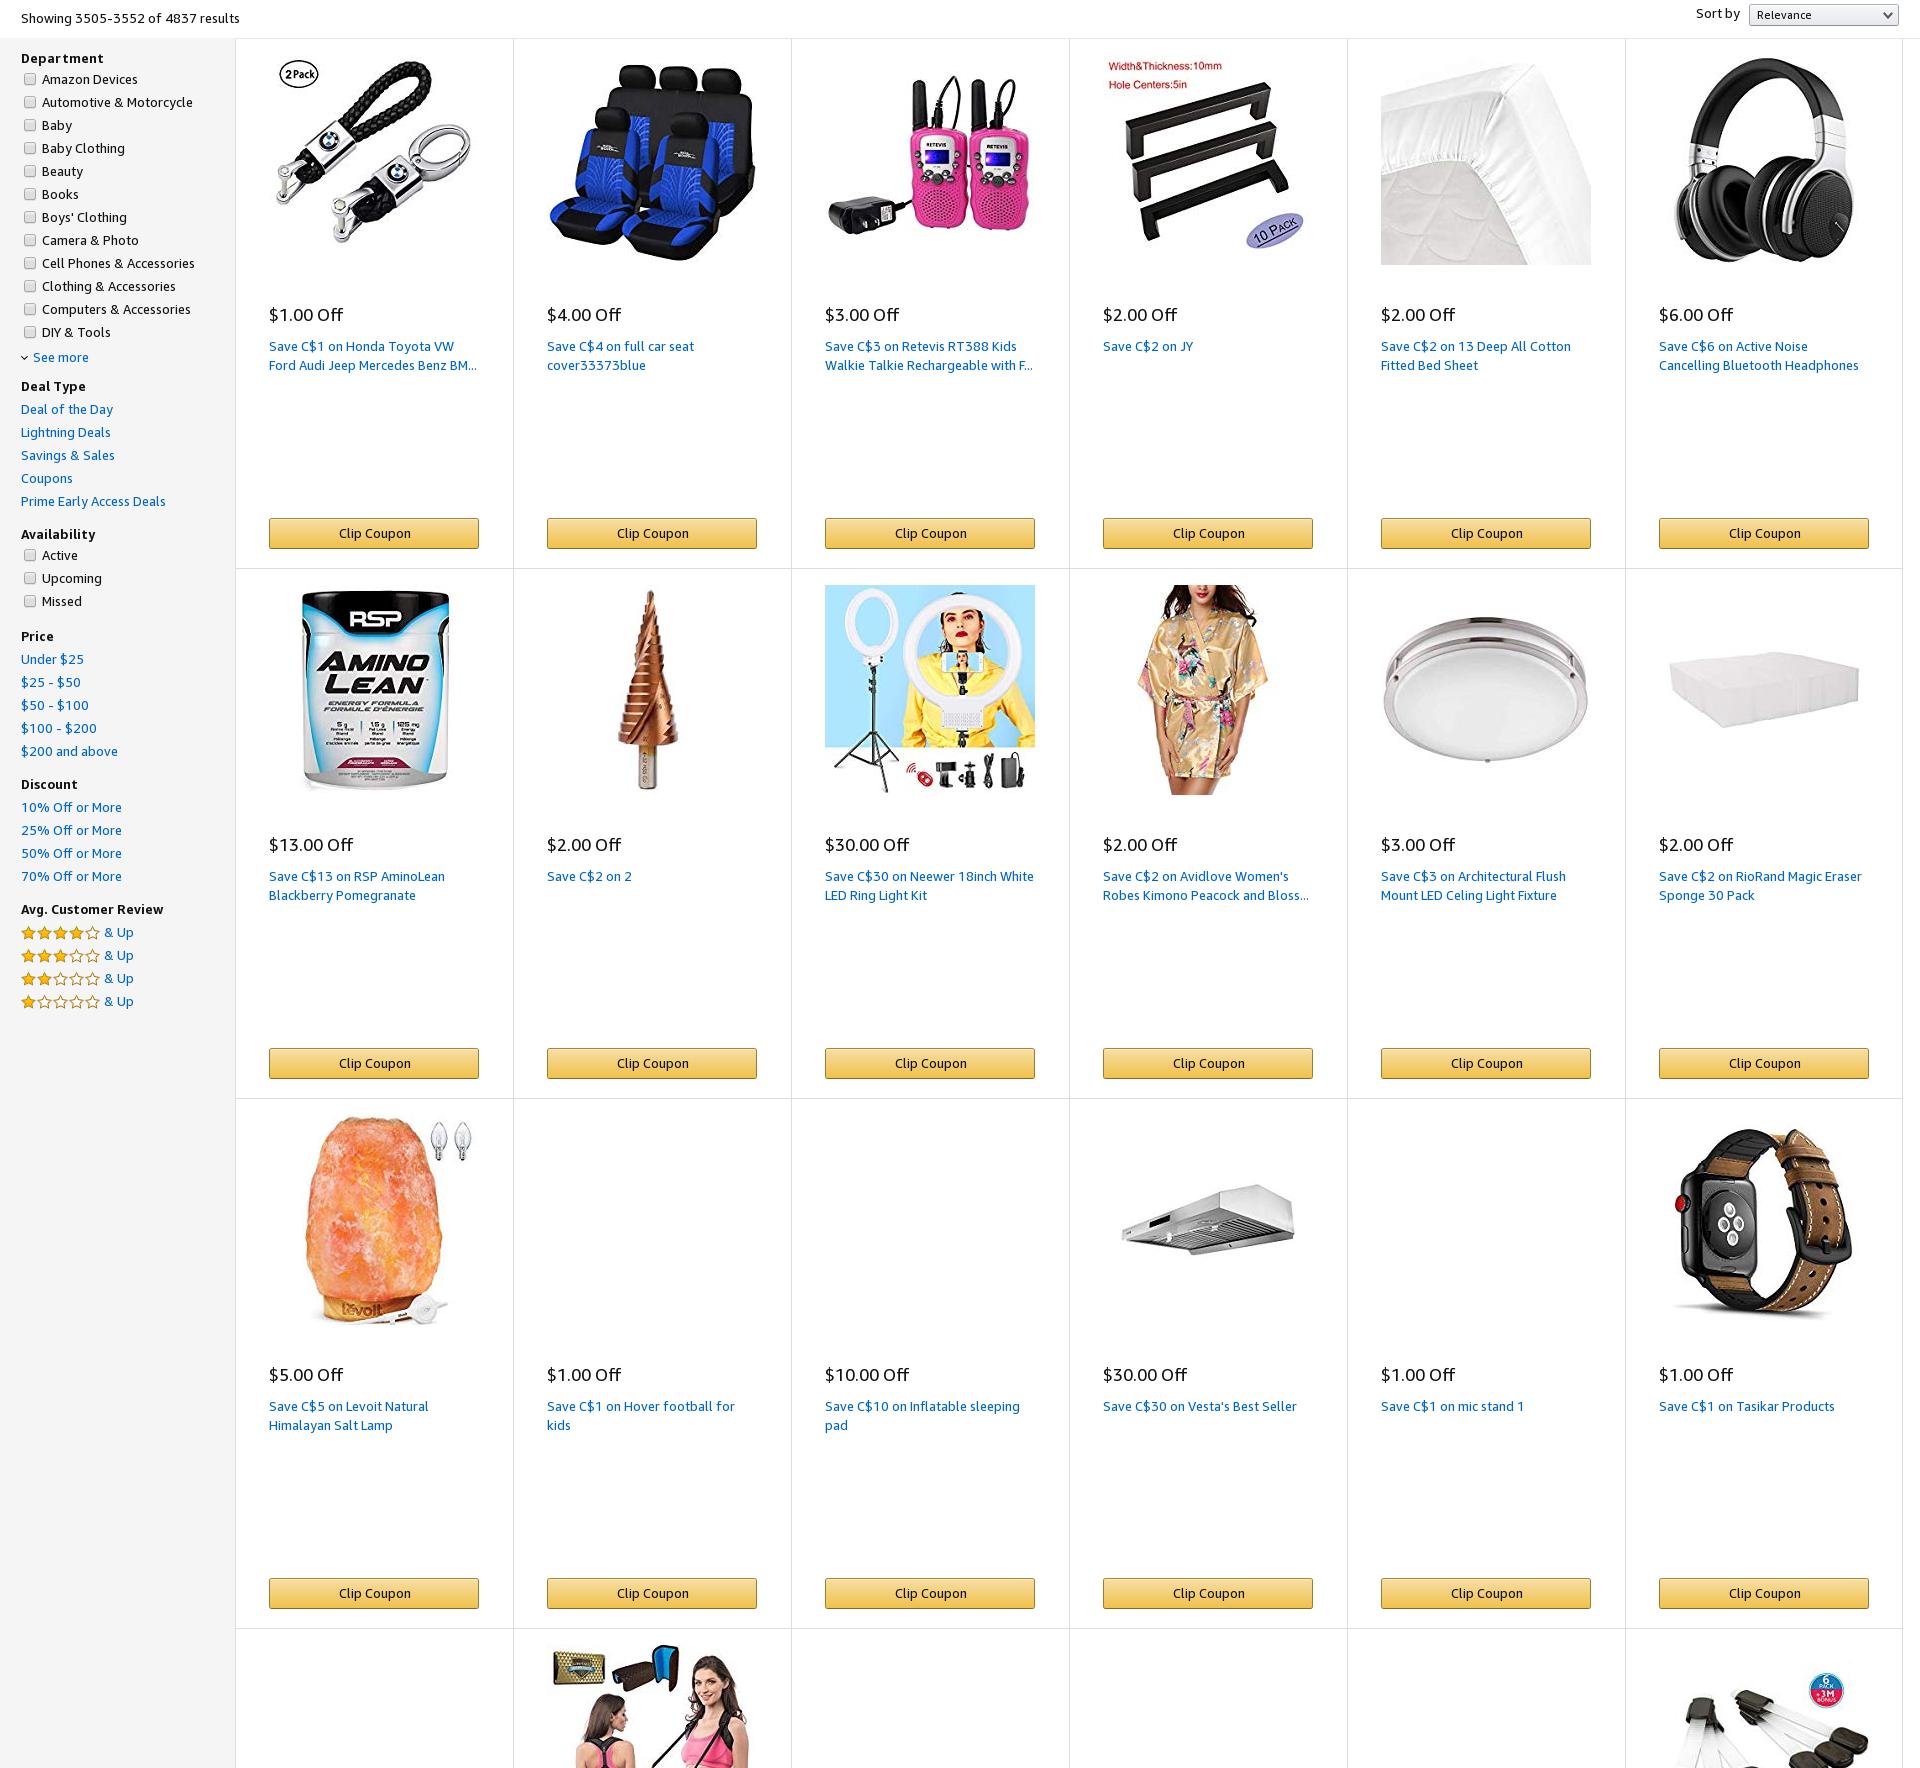 Showing 3505-3552 of 4837 results
Sort by Relevance
Department
Amazon Devices
Automotive & Motorcycle
Baby
Baby Clothing
Beauty
Books
Boys' Clothing
Camera & Photo
Cell Phones & Accessories
Clothing & Accessories
Computers & Accessories
DIY & Tools
See more
Deal Type
Deal of the Day
Lightning Deals
Savings & Sales
Coupons
Prime Early Access Deals
Availability
Active
Upcoming
Missed
Price
Under $25
$25 - $50
$50 - $100
$100 - $200
$200 and above
Discount
10% Off or More
25% Off or More
50% Off or More
70% Off or More
Avg. Customer Review
& Up
& Up
& Up
& Up
2 Pack
$1.00 Off
Save C$1 on Honda Toyota VW
Ford Audi Jeep Mercedes Benz BM...
Clip Coupon
$4.00 Off
Save C$4 on full car seat
cover33373blue
Clip Coupon
RETEVIS
RETEVIS
$3.00 Off
Save C$3 on Retevis RT388 Kids
Walkie Talkie Rechargeable with F...
Clip Coupon
Width&Thickness:10mm
Hole Centers:5in
10 PACK
$2.00 Off
Save C$2 on JY
Clip Coupon
$2.00 Off
Save C$2 on 13 Deep All Cotton
Fitted Bed Sheet
Clip Coupon
$6.00 Off
Save C$6 on Active Noise
Cancelling Bluetooth Headphones
Clip Coupon
RSP
AMINO
LEAN
ENERGY FORMULA
FORMULE D'ÉNERGIE
5 g 1.5 g 125 mg
$13.00 Off
Save C$13 on RSP AminoLean
Blackberry Pomegranate
Clip Coupon
$2.00 Off
Save C$2 on 2
Clip Coupon
$30.00 Off
Save C$30 on Neewer 18inch White
LED Ring Light Kit
Clip Coupon
$2.00 Off
Save C$2 on Avidlove Women's
Robes Kimono Peacock and Bloss...
Clip Coupon
$3.00 Off
Save C$3 on Architectural Flush
Mount LED Celing Light Fixture
Clip Coupon
$2.00 Off
Save C$2 on RioRand Magic Eraser
Sponge 30 Pack
Clip Coupon
levoit
$5.00 Off
Save C$5 on Levoit Natural
Himalayan Salt Lamp
Clip Coupon
$1.00 Off
Save C$1 on Hover football for
kids
Clip Coupon
$10.00 Off
Save C$10 on Inflatable sleeping
pad
Clip Coupon
$30.00 Off
Save C$30 on Vesta's Best Seller
Clip Coupon
$1.00 Off
Save C$1 on mic stand 1
Clip Coupon
$1.00 Off
Save C$1 on Tasikar Products
Clip Coupon
6
PACK
+3M
BONUS